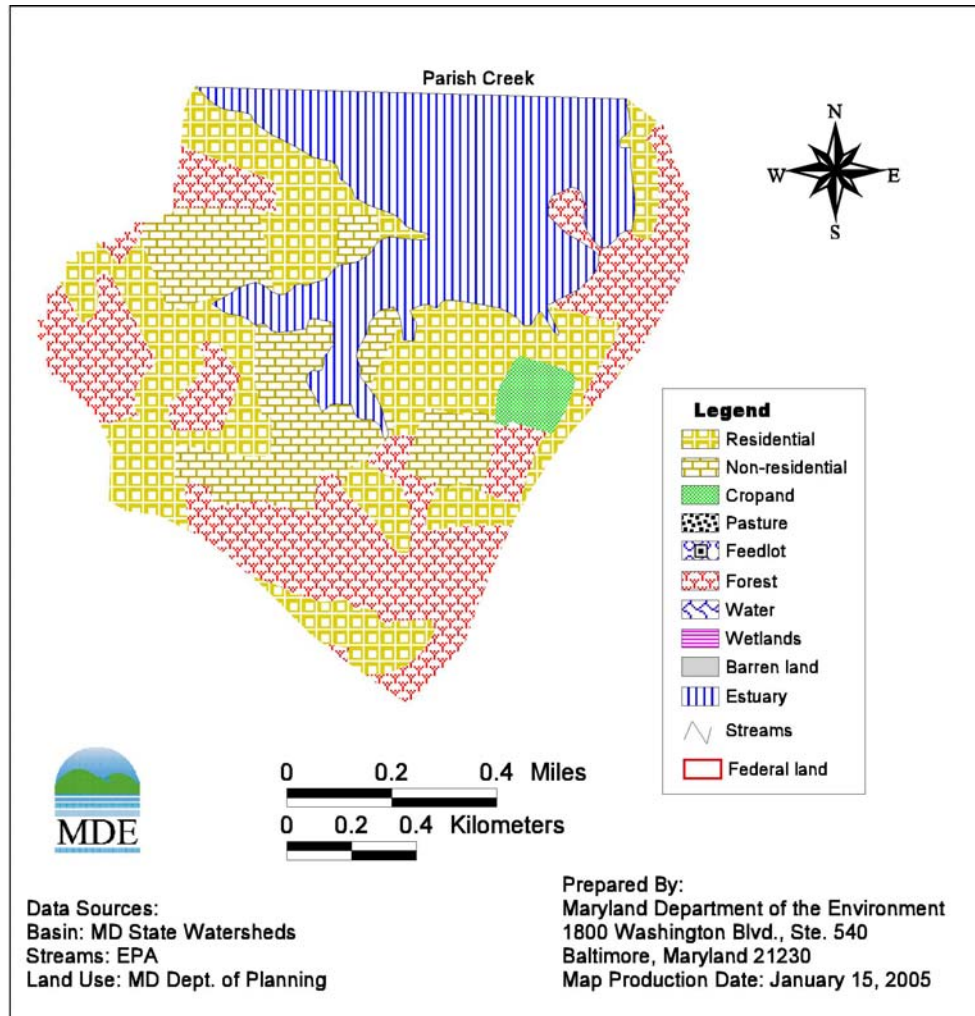 Parish Creek
N
W E
S
Legend
Residential
Non-residential
Cropand
Pasture
Feedlot
Forest
Water
Wetlands
Barren land
Estuary
Streams
Federal land
MDE
0 0.2 0.4 Miles
0 0.2 0.4 Kilometers
Data Sources:
Basin: MD State Watersheds
Streams: EPA
Land Use: MD Dept. of Planning
Prepared By:
Maryland Department of the Environment
1800 Washington Blvd., Ste. 540
Baltimore, Maryland 21230
Map Production Date: January 15, 2005